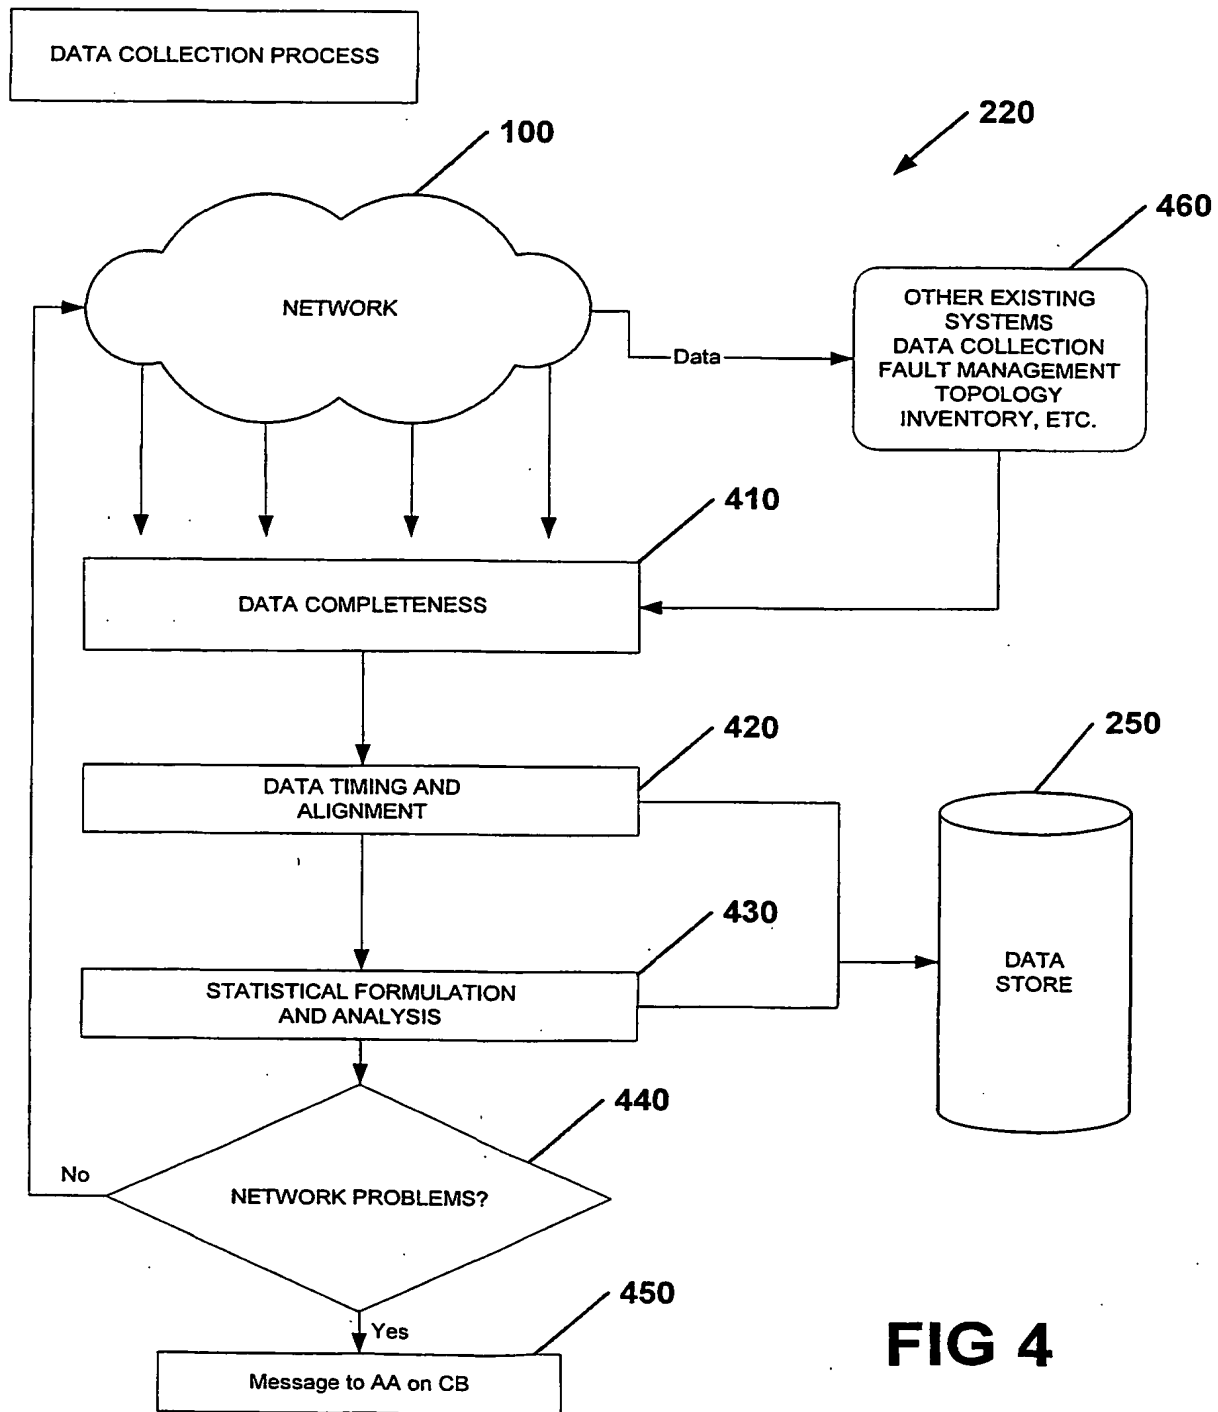 DATA COLLECTION PROCESS
100
220
460
NETWORK
Data
OTHER EXISTING
SYSTEMS
DATA COLLECTION
FAULT MANAGEMENT
TOPOLOGY
INVENTORY, ETC.
410
DATA COMPLETENESS
420
DATA TIMING AND
ALIGNMENT
250
430
STATISTICAL FORMULATION
AND ANALYSIS
DATA
STORE
440
No
NETWORK PROBLEMS?
450
Yes
Message to AA on CB
FIG 4